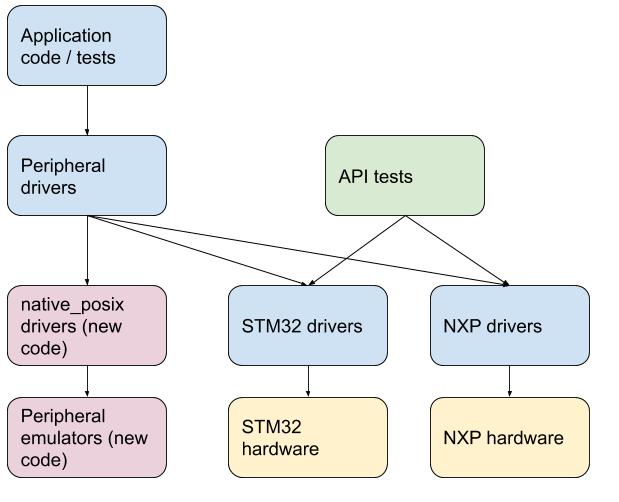 Application
code / tests
Peripheral
drivers
API tests
native_posix
drivers (new
code)
STM32 drivers
NXP drivers
Peripheral
emulators (new
code)
STM32
hardware
NXP hardware